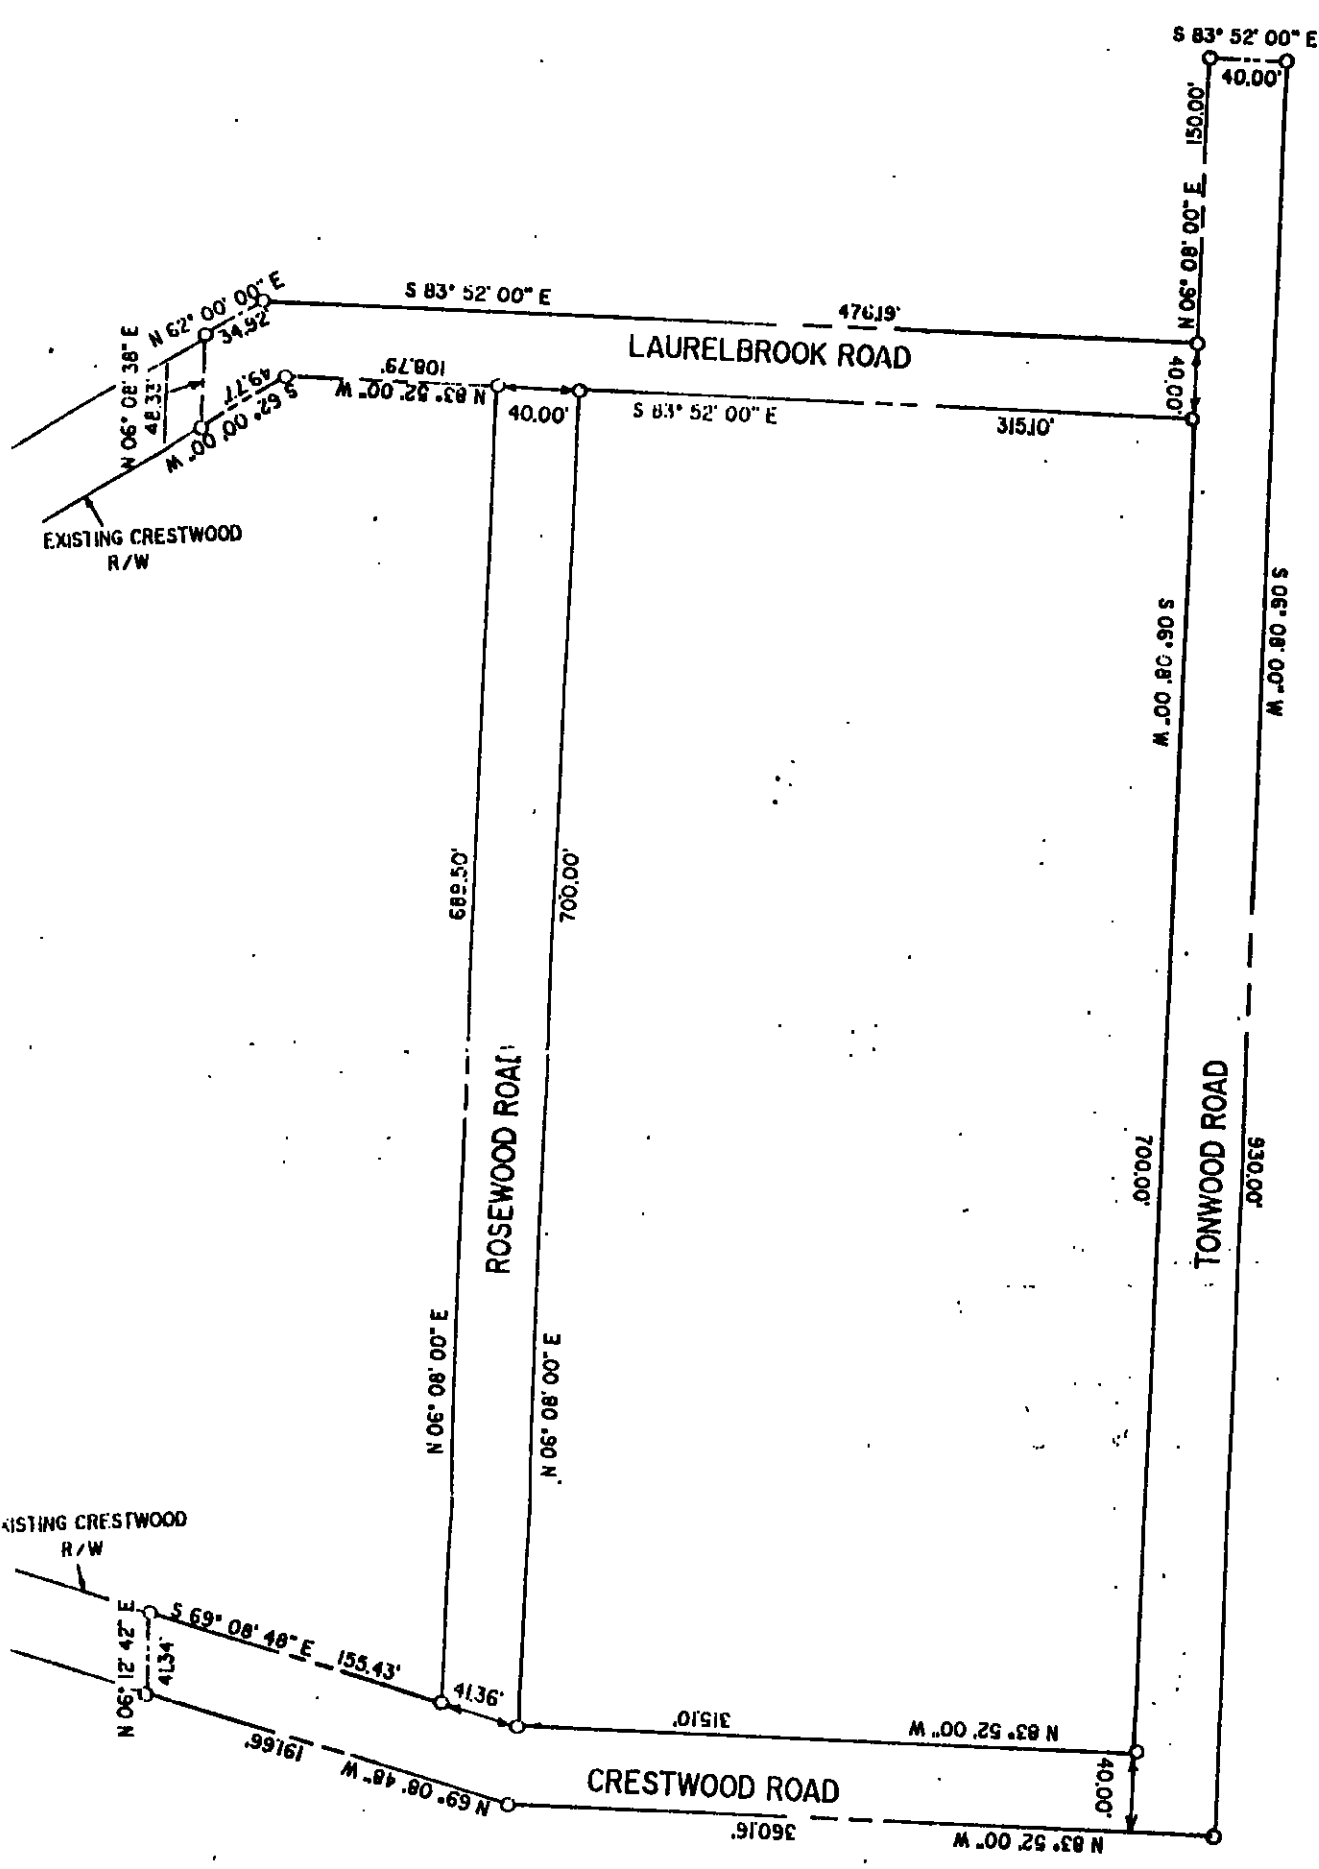 S 83° 52' 00" E
40.00'
150.00'
N 06° 08' 00" E
N 62° 00' 00" E
34.92'
S 83° 52' 00" E
476.19'
LAURELBROOK ROAD
N 06° 08' 38" E
48.33'
49.77'
S 62° 00' 00" W
108.79'
N 83° 52' 00" W
40.00'
S 83° 52' 00" E
315.10'
40.00'
EXISTING CRESTWOOD
R/W
S 06° 08' 00" W
S 06° 08' 00" W
689.50'
700.00'
ROSEWOOD ROAD
700.00'
TONWOOD ROAD
930.00'
N 06° 08' 00" E
N 06° 08' 00" E
XISTING CRESTWOOD
R/W
N 06° 12' 42" E
41.34'
S 69° 08' 48" E
155.43'
41.36'
315.10'
N 83° 52' 00" W
40.00'
191.66'
N 69° 08' 48" W
CRESTWOOD ROAD
360.16'
N 83° 52' 00" W